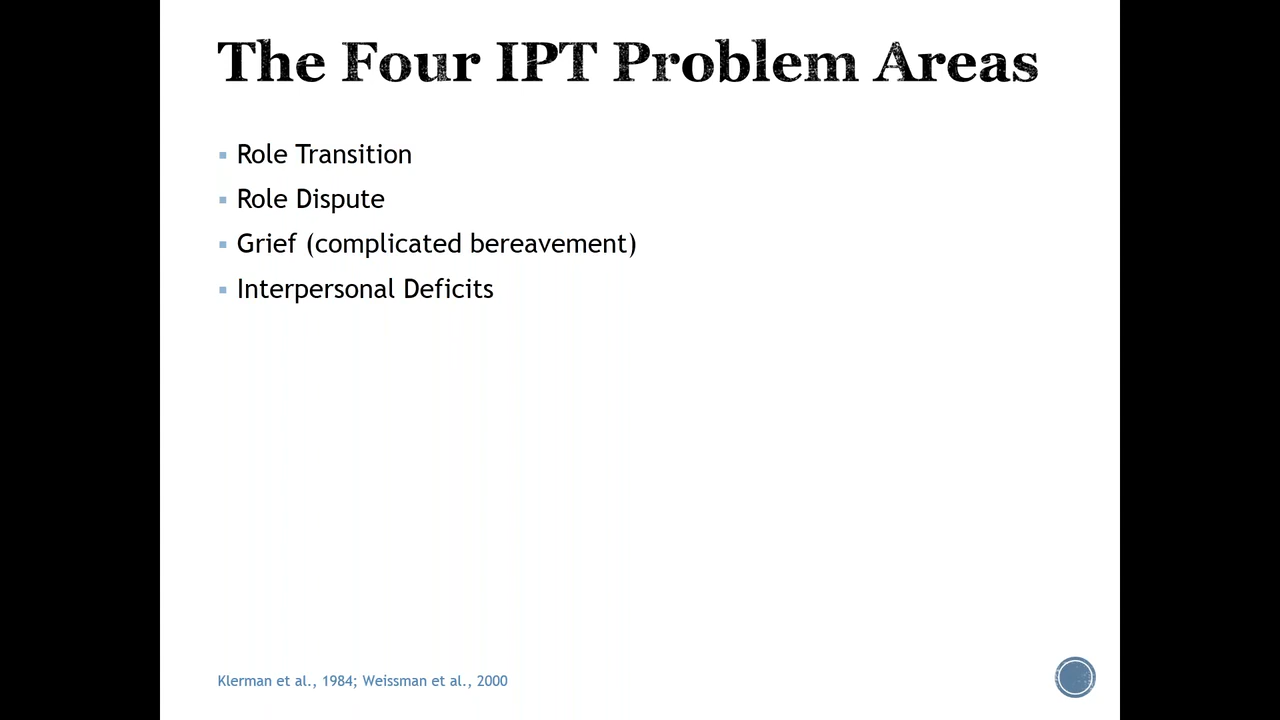 The Four IPT Problem Areas
Role Transition
Role Dispute
Grief (complicated bereavement)
Interpersonal Deficits
Klerman et al., 1984; Weissman et al., 2000